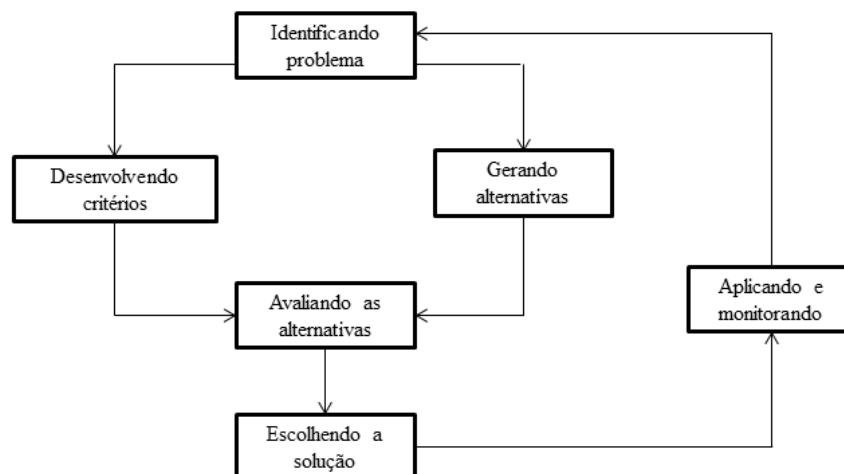 Identificando
problema
Desenvolvendo
critérios
Gerando
alternativas
Avaliando as
alternativas
Aplicando e
monitorando
Escolhendo a
solução